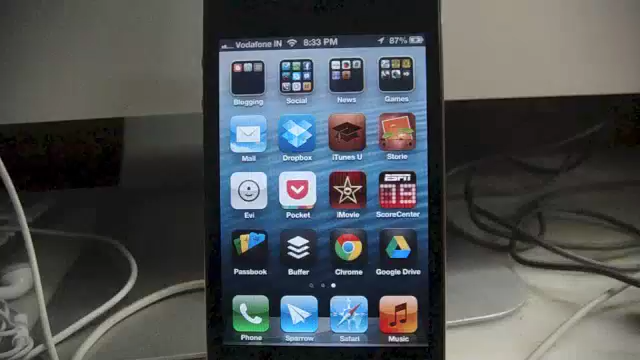 Vodafone IN 8:33 PM 87%
Blogging Social News Games
Mail Dropbox iTunes U Storie
ESPN
Evi Pocket iMovie ScoreCenter
Passbook Buffer Chrome Google Drive
Phone Sparrow Safari Music